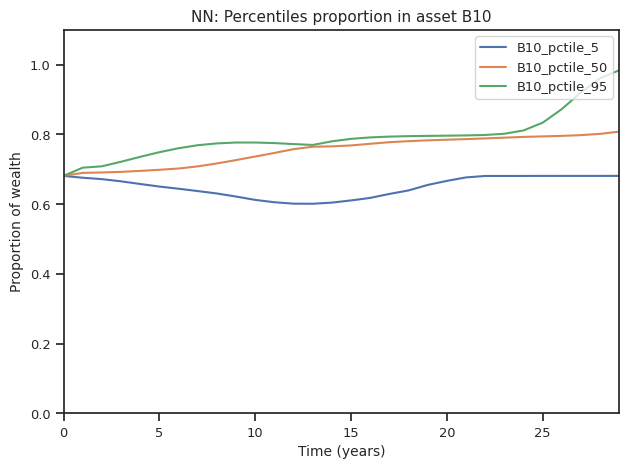 NN: Percentiles proportion in asset B10
B10_pctile_5
B10_pctile_50
B10_pctile_95
1.0
0.8
0.6
0.4
0.2
0.0
Proportion of wealth
0 5 10 15 20 25
Time (years)